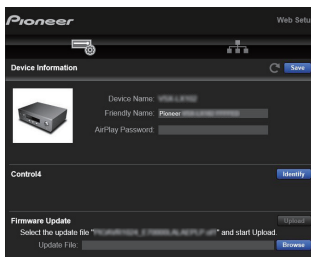 Pioneer
Web Setu
Device Information
Save
Device Name:
Friendly Name: Pioneer
AirPlay Password:
Control4
Identify
Firmware Update
Upload
Select the update file "    " and start Upload.
Update File:
Browse